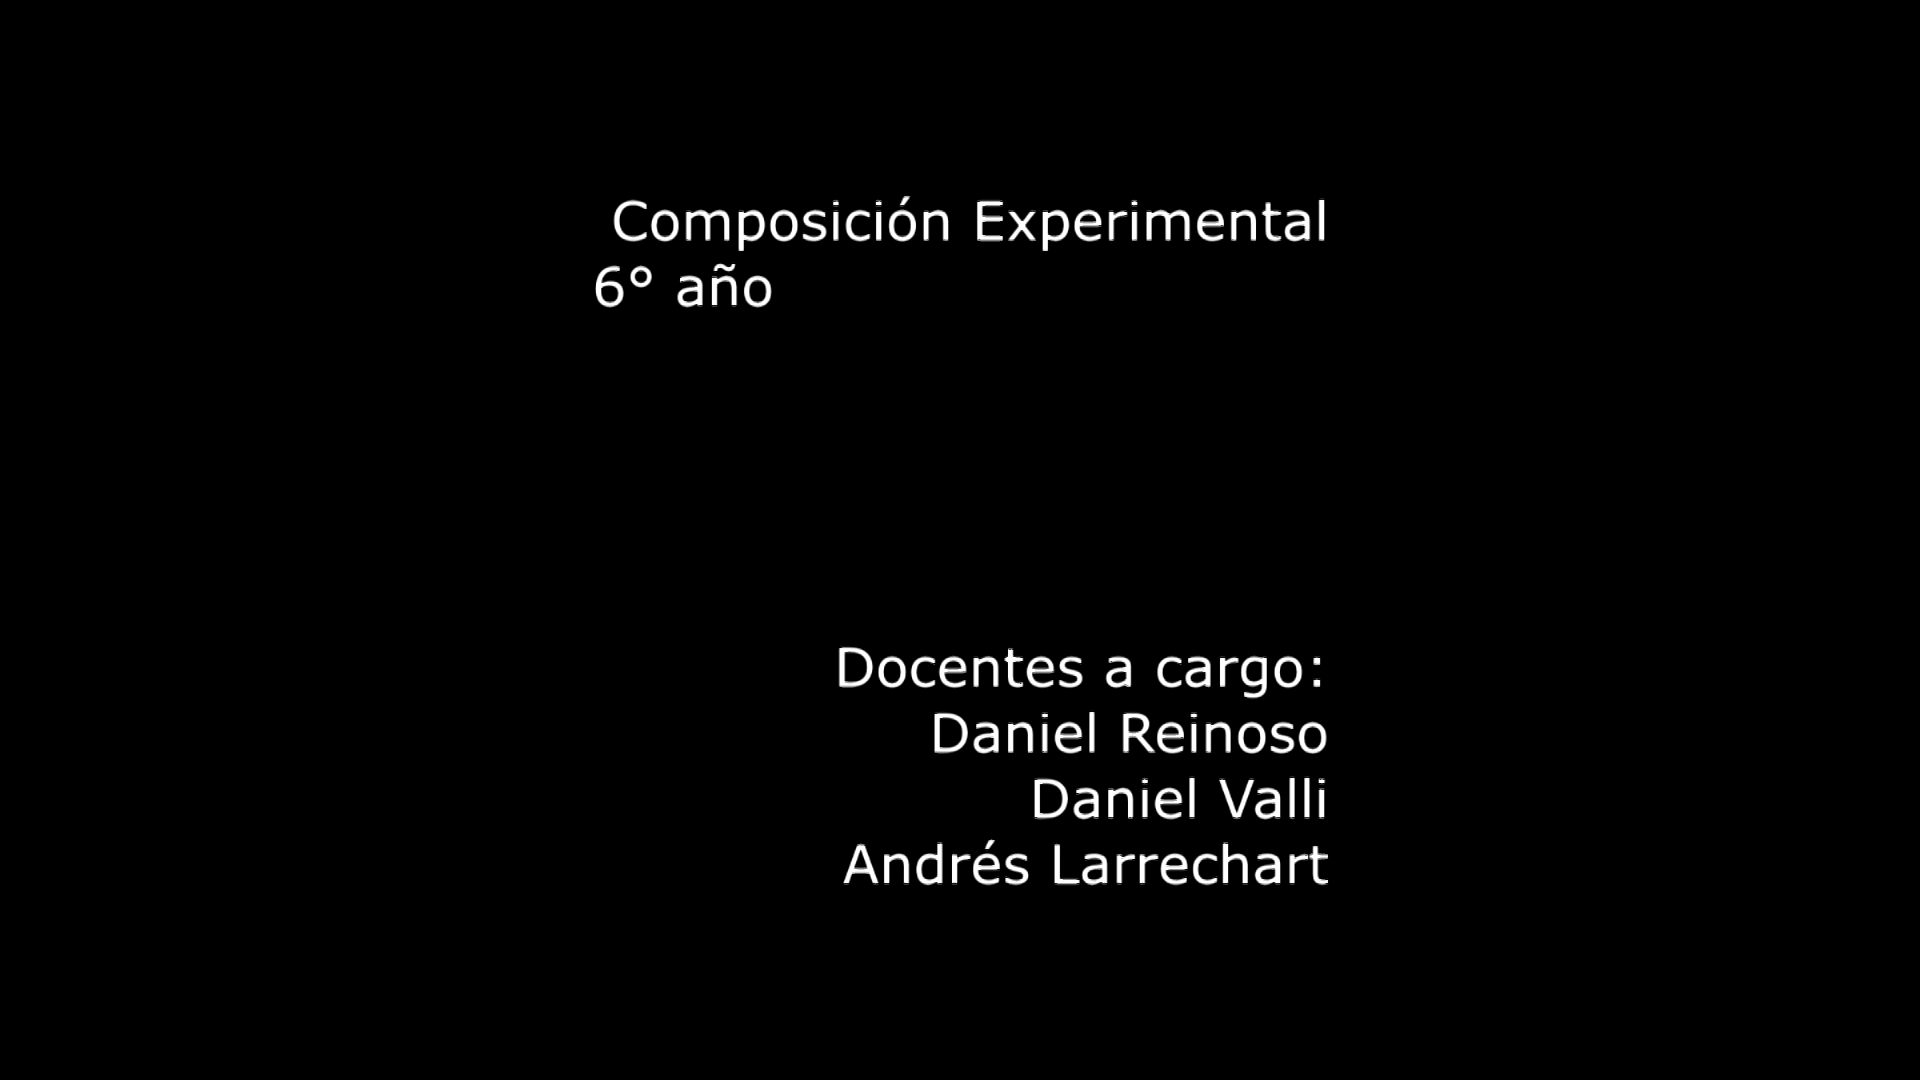 Composición Experimental
6° año
Docentes a cargo:
Daniel Reinoso
Daniel Valli
Andrés Larrechart